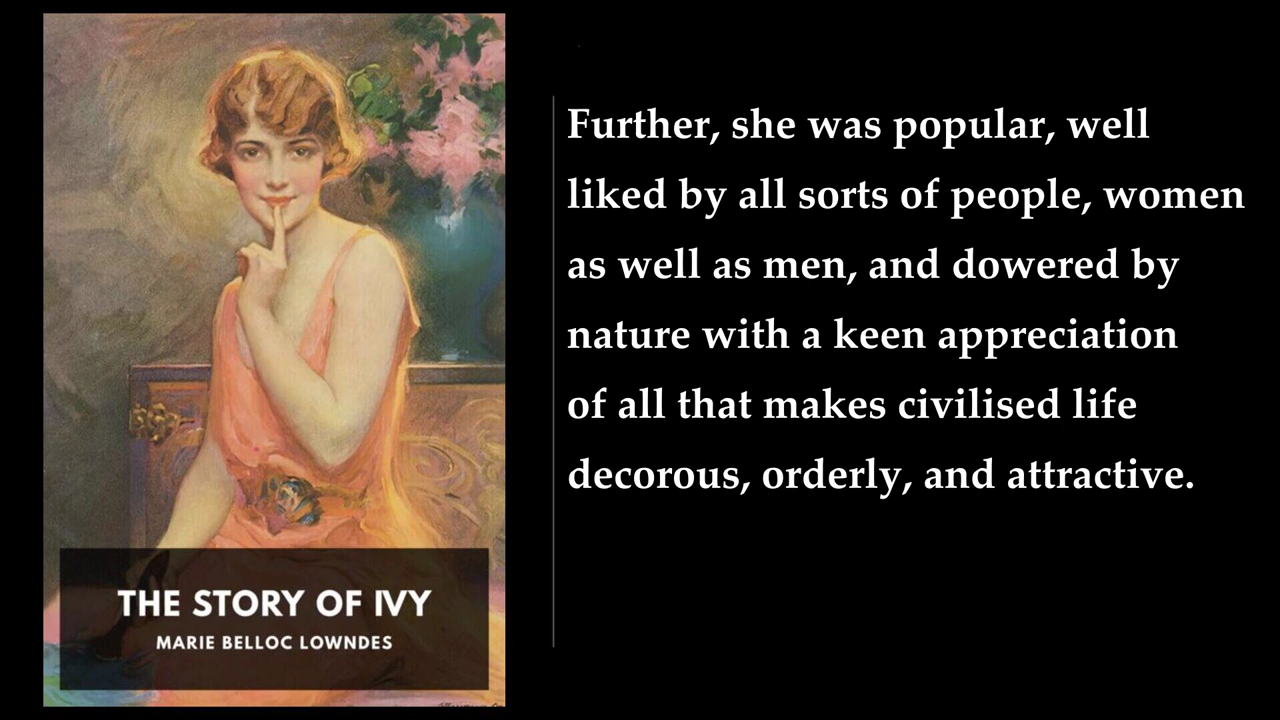 THE STORY OF IVY
MARIE BELLOC LOWNDES
Further, she was popular, well
liked by all sorts of people, women
as well as men, and dowered by
nature with a keen appreciation
of all that makes civilised life
decorous, orderly, and attractive.